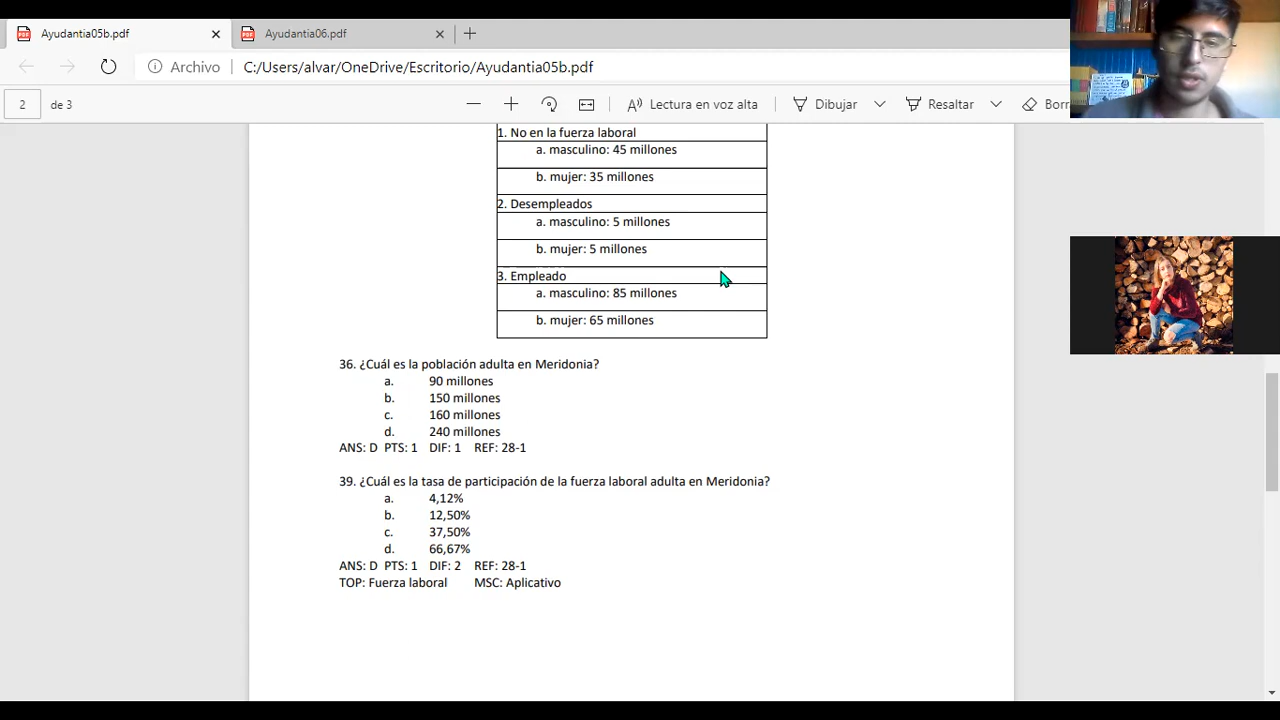 Ayudantia05b.pdf
Ayudantia06.pdf
Archivo C:/Users/alvar/OneDrive/Escritorio/Ayudantia05b.pdf
2 de 3 Lectura en voz alta Dibujar Resaltar Borr
1. No en la fuerza laboral
a. masculino: 45 millones
b. mujer: 35 millones
2. Desempleados
a. masculino: 5 millones
b. mujer: 5 millones
3. Empleado
a. masculino: 85 millones
b. mujer: 65 millones
36. ¿Cuál es la población adulta en Meridonia?
a. 90 millones
b. 150 millones
c. 160 millones
d. 240 millones
ANS: D PTS: 1 DIF: 1 REF: 28-1
39. ¿Cuál es la tasa de participación de la fuerza laboral adulta en Meridonia?
a. 4,12%
b. 12,50%
c. 37,50%
d. 66,67%
ANS: D PTS: 1 DIF: 2 REF: 28-1
TOP: Fuerza laboral MSC: Aplicativo